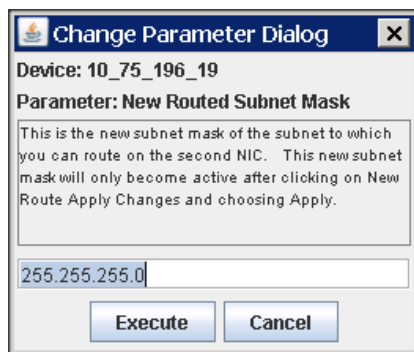 Change Parameter Dialog
Device: 10_75_196_19
Parameter: New Routed Subnet Mask
This is the new subnet mask of the subnet to which
you can route on the second NIC. This new subnet
mask will only become active after clicking on New
Route Apply Changes and choosing Apply.
255.255.255.0
Execute Cancel